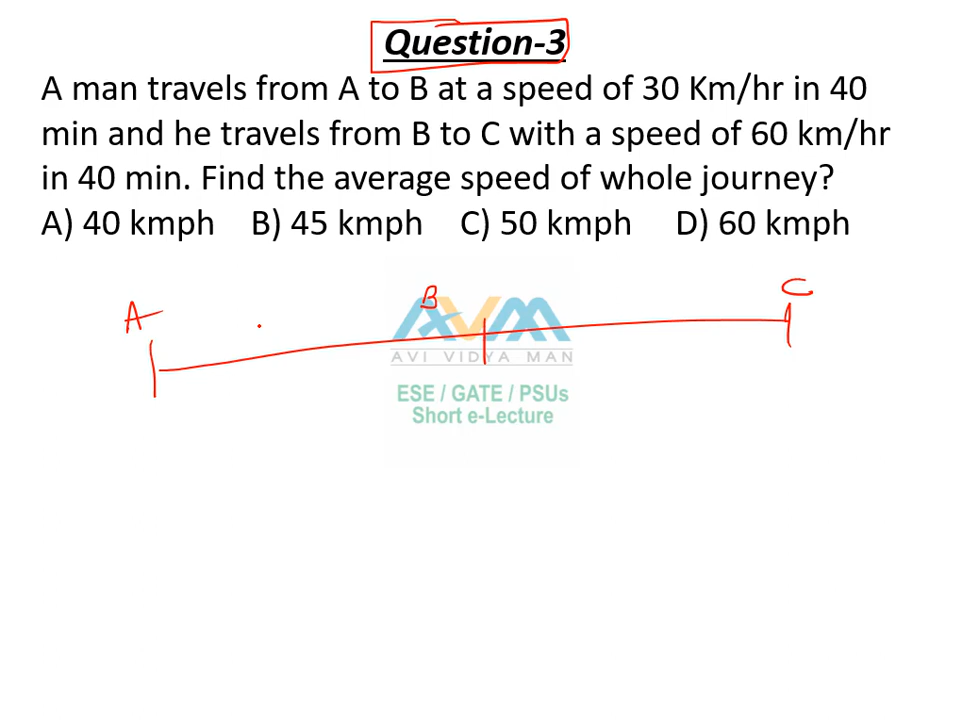 Question-3
A man travels from A to B at a speed of 30 Km/hr in 40
min and he travels from B to C with a speed of 60 km/hr
in 40 min. Find the average speed of whole journey?
A) 40 kmph B) 45 kmph C) 50 kmph D) 60 kmph
A B C
AVM
AVI VIDYA MAN
ESE / GATE / PSUs
Short e-Lecture